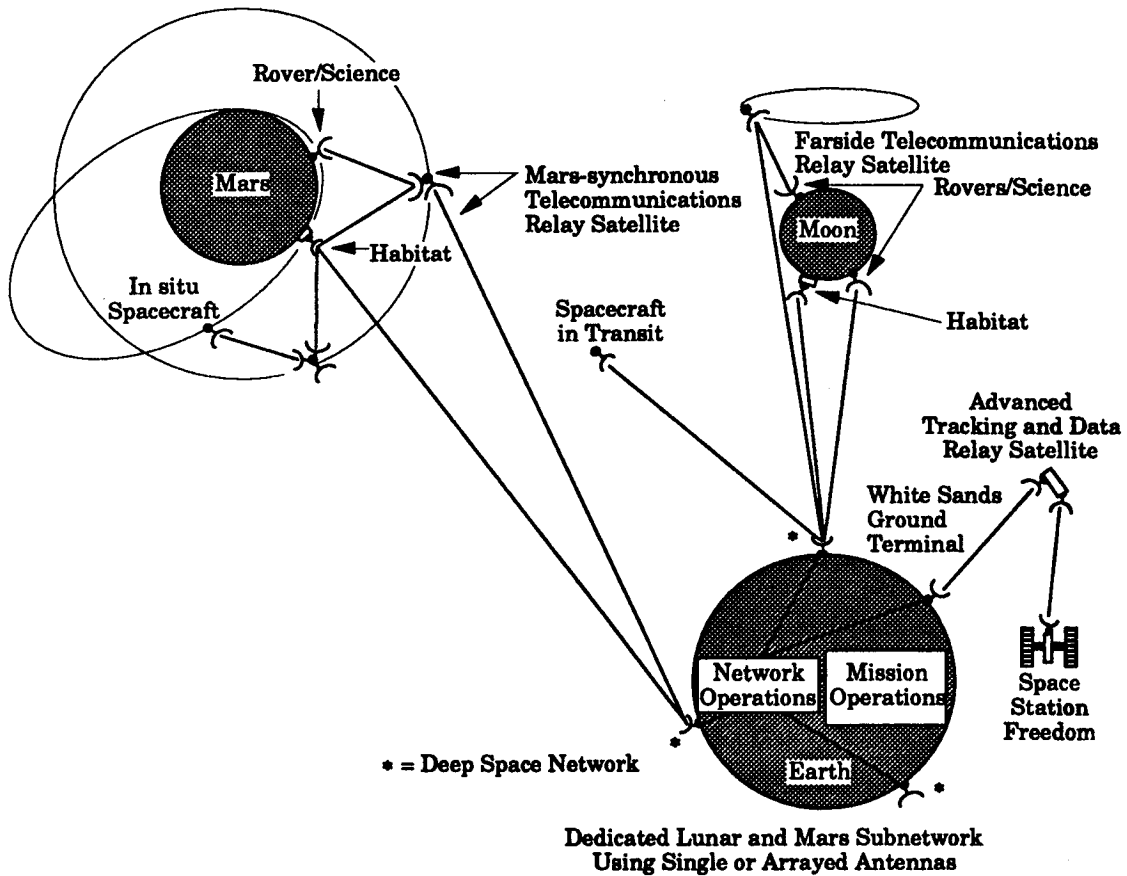 Rover/Science
Mars
Mars-synchronous
Telecommunications
Relay Satellite
Habitat
In situ
Spacecraft
Farside Telecommunications
Relay Satellite
Rovers/Science
Moon
Habitat
Spacecraft
in Transit
Advanced
Tracking and Data
Relay Satellite
White Sands
Ground
Terminal
*
Network
Operations
Mission
Operations
Space
Station
Freedom
*
* = Deep Space Network
Earth
*
Dedicated Lunar and Mars Subnetwork
Using Single or Arrayed Antennas